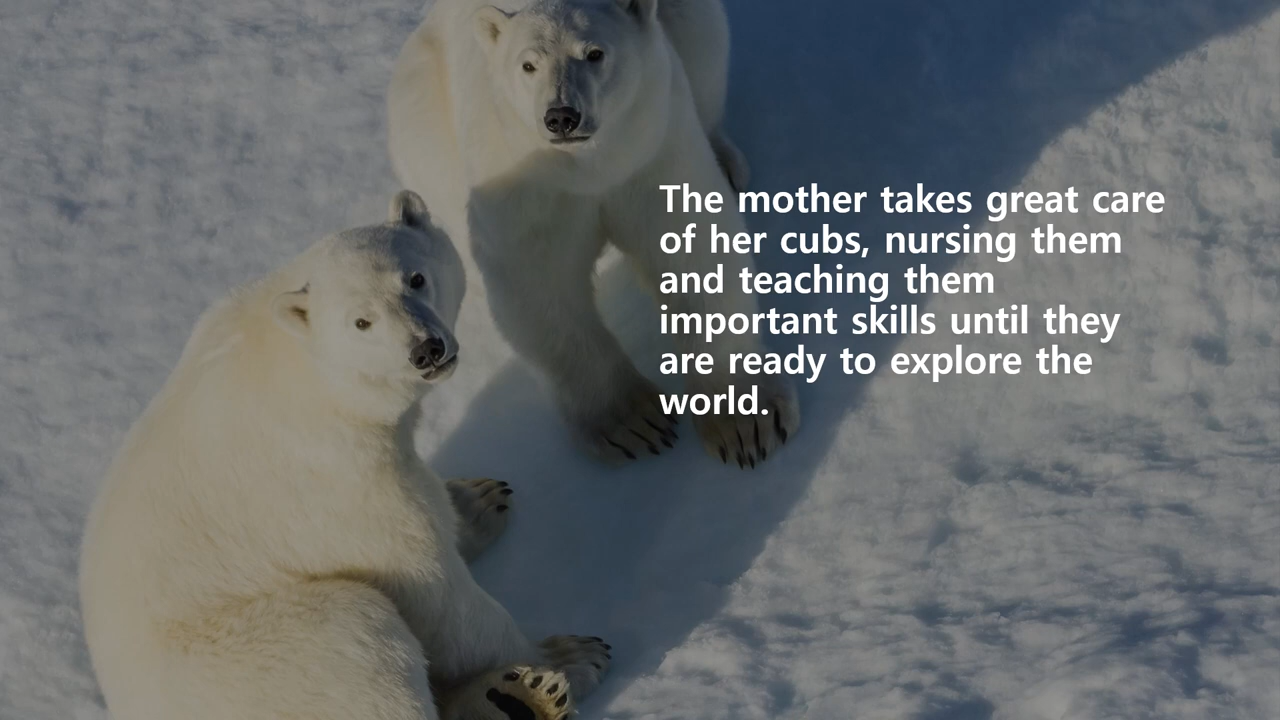 The mother takes great care
of her cubs, nursing them
and teaching them
important skills until they
are ready to explore the
world.